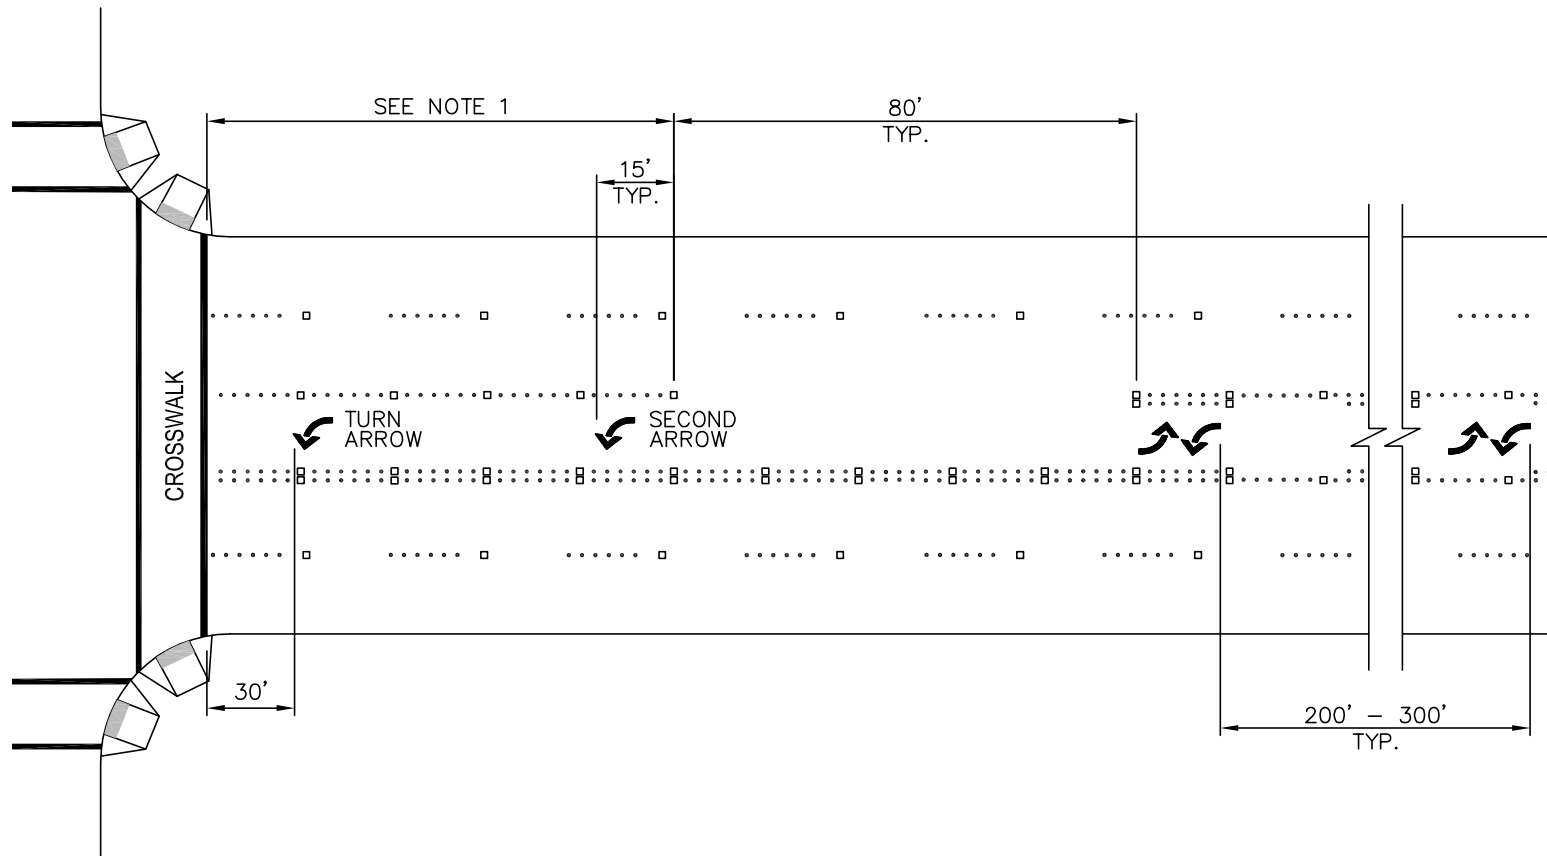 SEE NOTE 1
80'
TYP.
15'
TYP.
CROSSWALK
TURN
ARROW
SECOND
ARROW
30'
200' – 300'
TYP.